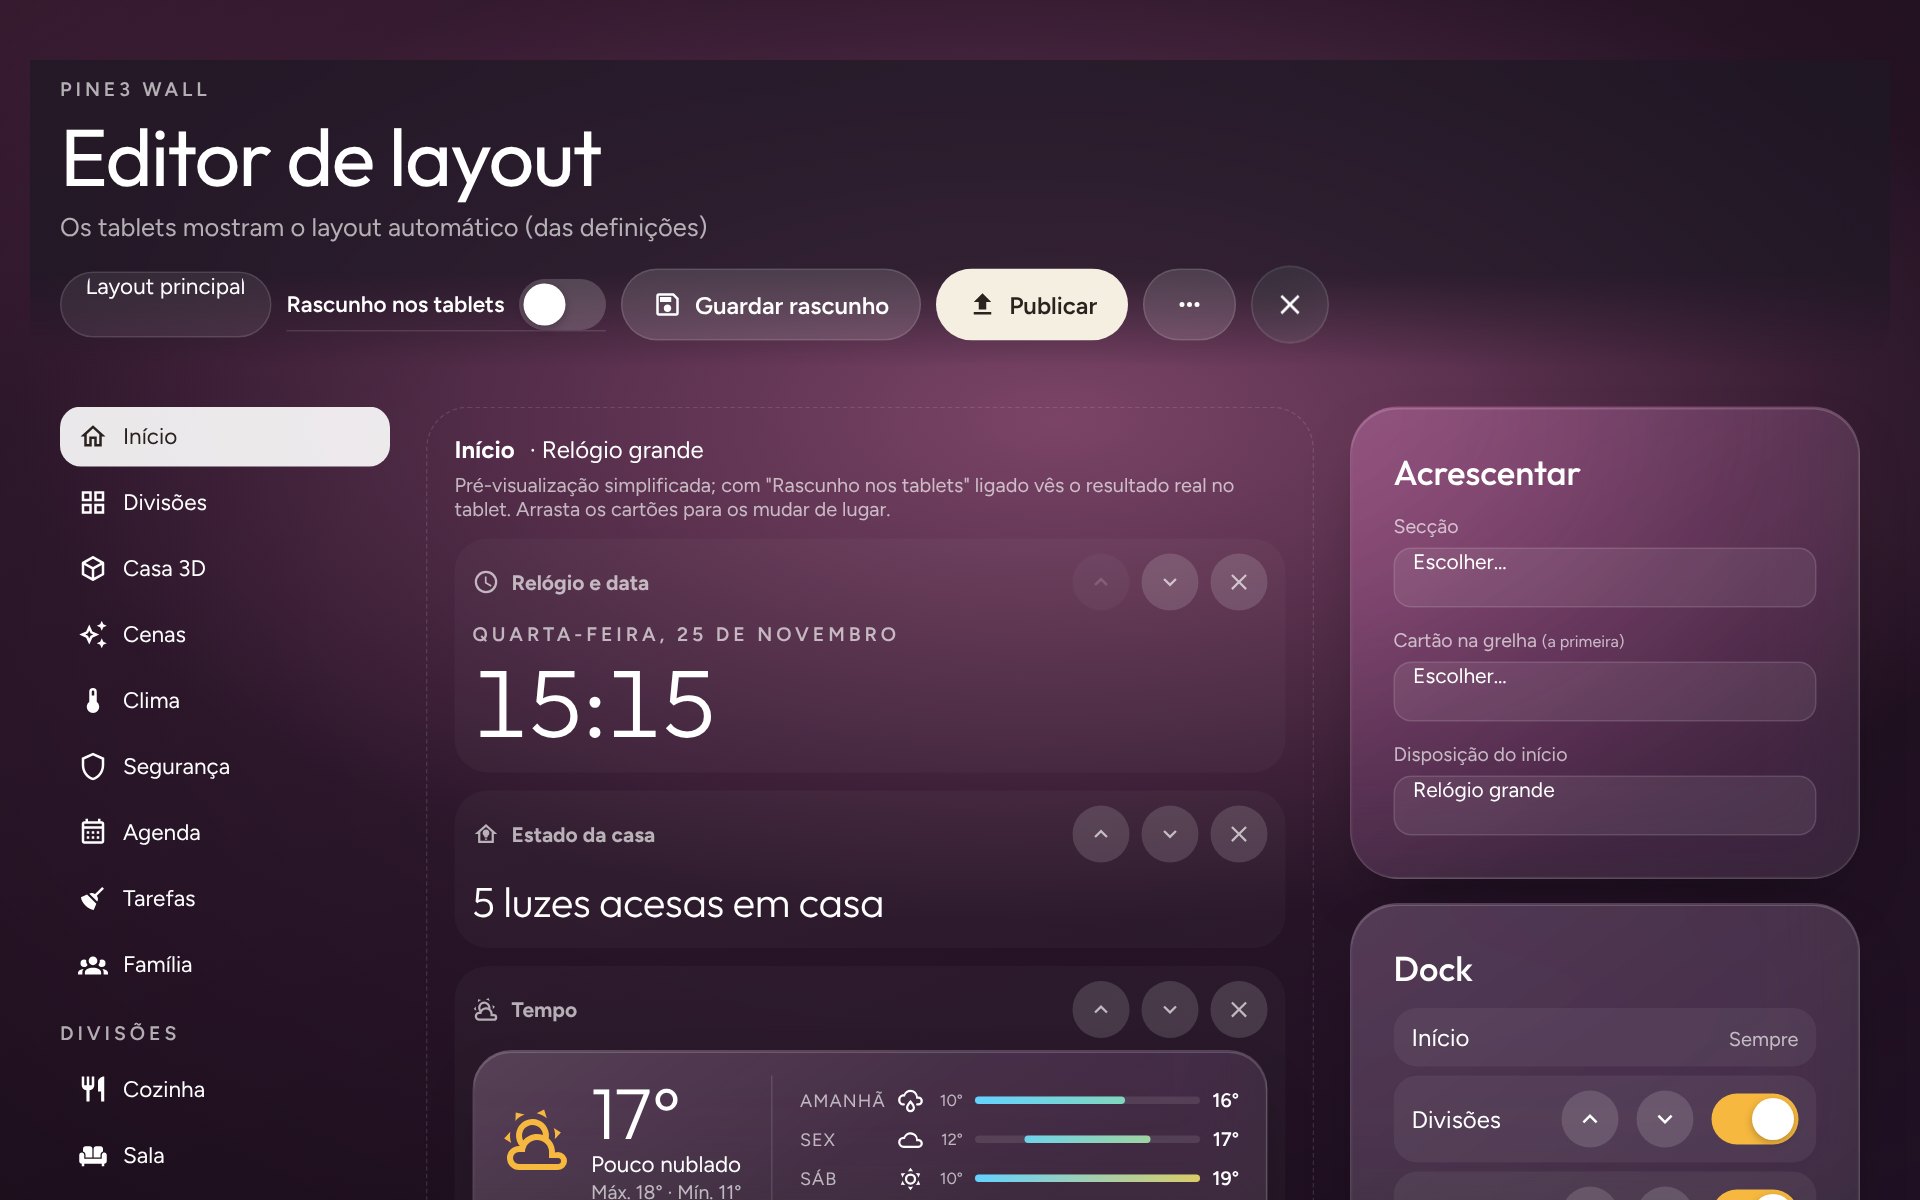 PINE3 WALL
Editor de layout
Os tablets mostram o layout automático (das definições)
Layout principal
Rascunho nos tablets
Guardar rascunho
Publicar
Início
Divisões
Casa 3D
Cenas
Clima
Segurança
Agenda
Tarefas
Família
DIVISÕES
Cozinha
Sala
Início · Relógio grande
Pré-visualização simplificada; com "Rascunho nos tablets" ligado vês o resultado real no
tablet. Arrasta os cartões para os mudar de lugar.
Relógio e data
QUARTA-FEIRA, 25 DE NOVEMBRO
15:15
Estado da casa
5 luzes acesas em casa
Tempo
17°
Pouco nublado
Máx. 18° · Mín. 11°
AMANHÃ 10° 16°
SEX 12° 17°
SÁB 10° 19°
Acrescentar
Secção
Escolher...
Cartão na grelha (a primeira)
Escolher...
Disposição do início
Relógio grande
Dock
Início Sempre
Divisões